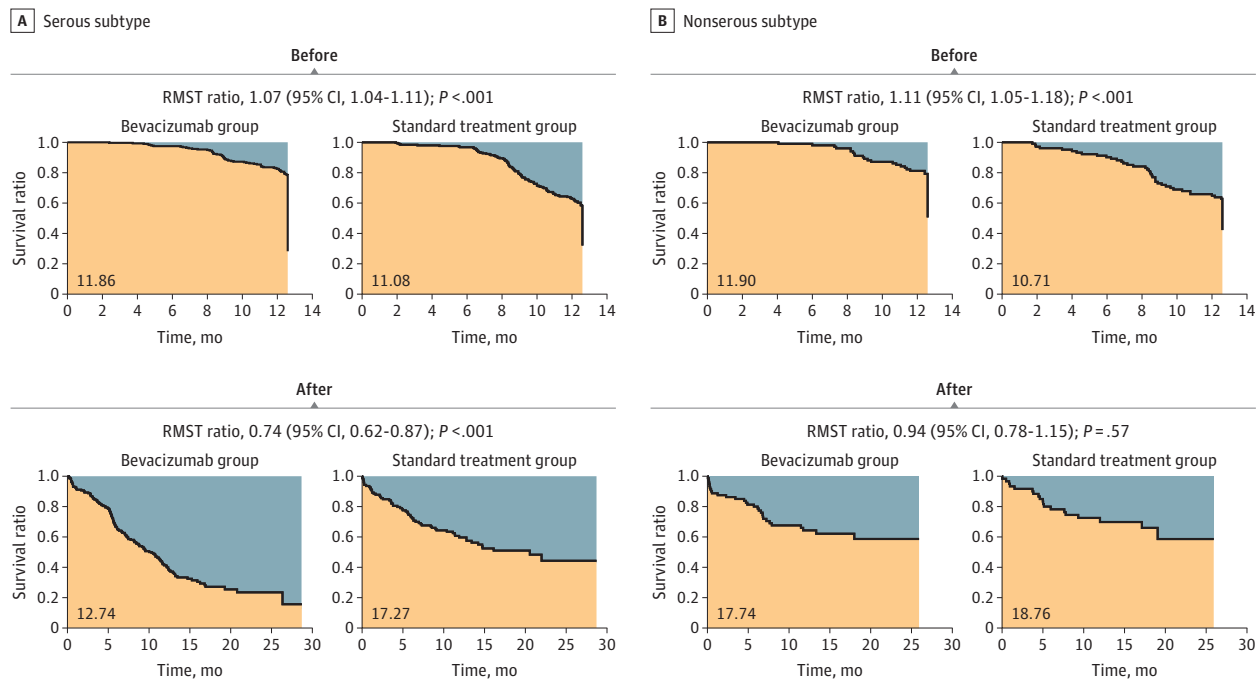 A Serous subtype
Before
RMST ratio, 1.07 (95% CI, 1.04-1.11); P <.001
Bevacizumab group
1.0
0.8
0.6
0.4
0.2
0
Survival ratio
11.86
0 2 4 6 8 10 12 14
Time, mo
Standard treatment group
1.0
0.8
0.6
0.4
0.2
0
11.08
0 2 4 6 8 10 12 14
Time, mo
After
RMST ratio, 0.74 (95% CI, 0.62-0.87); P <.001
Bevacizumab group
1.0
0.8
0.6
0.4
0.2
0
Survival ratio
12.74
0 5 10 15 20 25 30
Time, mo
Standard treatment group
1.0
0.8
0.6
0.4
0.2
0
17.27
0 5 10 15 20 25 30
Time, mo
B Nonserous subtype
Before
RMST ratio, 1.11 (95% CI, 1.05-1.18); P <.001
Bevacizumab group
1.0
0.8
0.6
0.4
0.2
0
Survival ratio
11.90
0 2 4 6 8 10 12 14
Time, mo
Standard treatment group
1.0
0.8
0.6
0.4
0.2
0
10.71
0 2 4 6 8 10 12 14
Time, mo
After
RMST ratio, 0.94 (95% CI, 0.78-1.15); P = .57
Bevacizumab group
1.0
0.8
0.6
0.4
0.2
0
Survival ratio
17.74
0 5 10 15 20 25 30
Time, mo
Standard treatment group
1.0
0.8
0.6
0.4
0.2
0
18.76
0 5 10 15 20 25 30
Time, mo